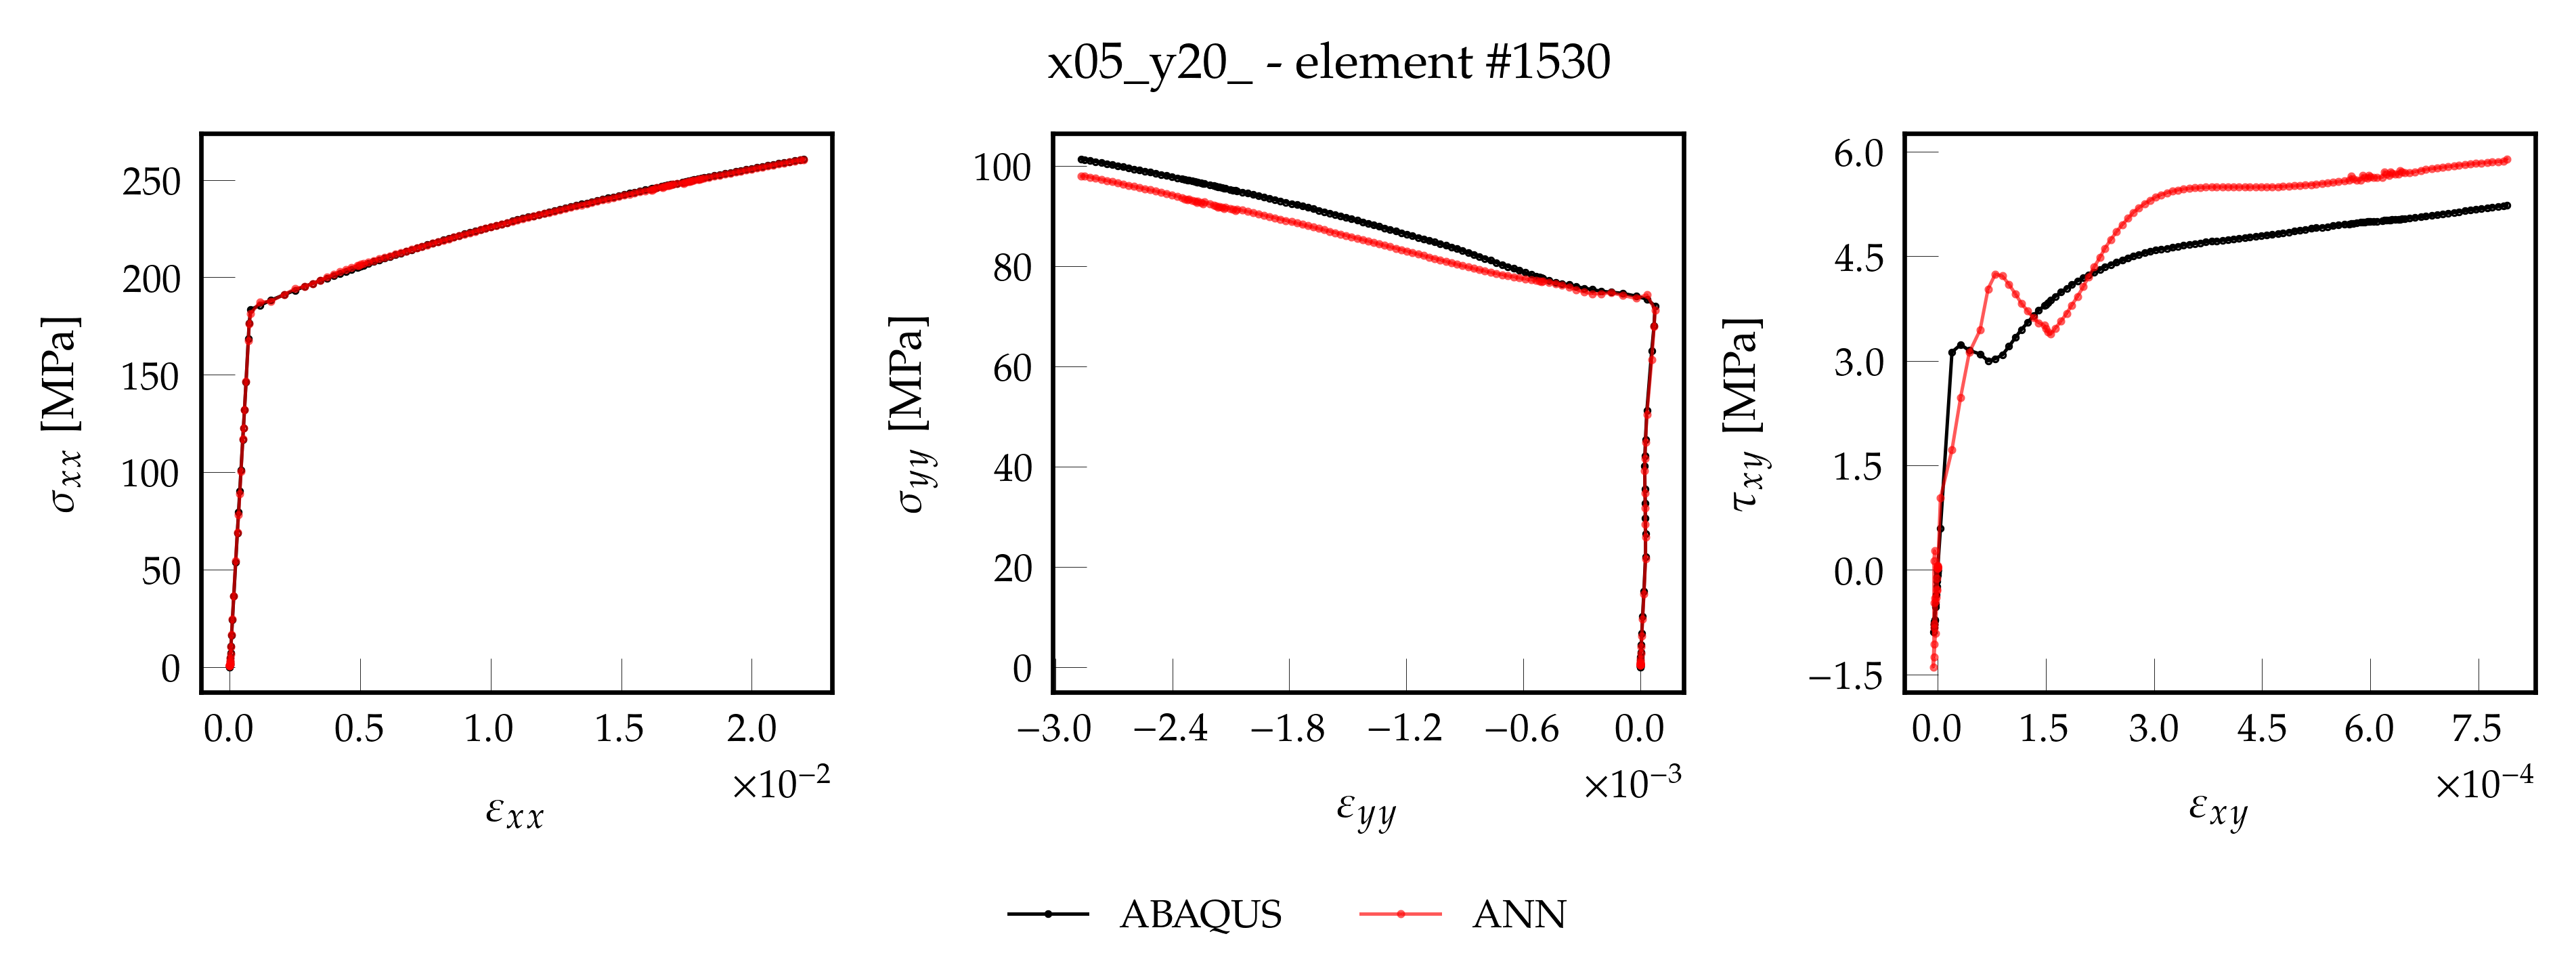 x05_y20_ - element #1530
σxx [MPa]
250
200
150
100
50
0
0.0 0.5 1.0 1.5 2.0
×10−2
εxx
σyy [MPa]
100
80
60
40
20
0
−3.0 −2.4 −1.8 −1.2 −0.6 0.0
×10−3
εyy
τxy [MPa]
6.0
4.5
3.0
1.5
0.0
−1.5
0.0 1.5 3.0 4.5 6.0 7.5
×10−4
εxy
ABAQUS ANN